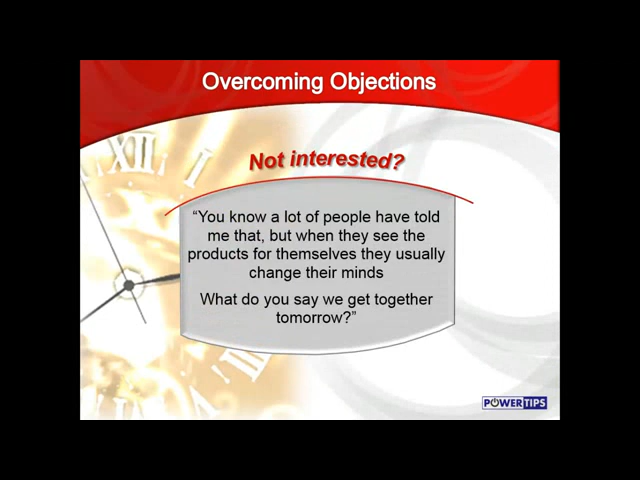 Overcoming Objections
XII I
Not interested?
“You know a lot of people have told
me that, but when they see the
products for themselves they usually
change their minds
What do you say we get together
tomorrow?”
POWERTIPS